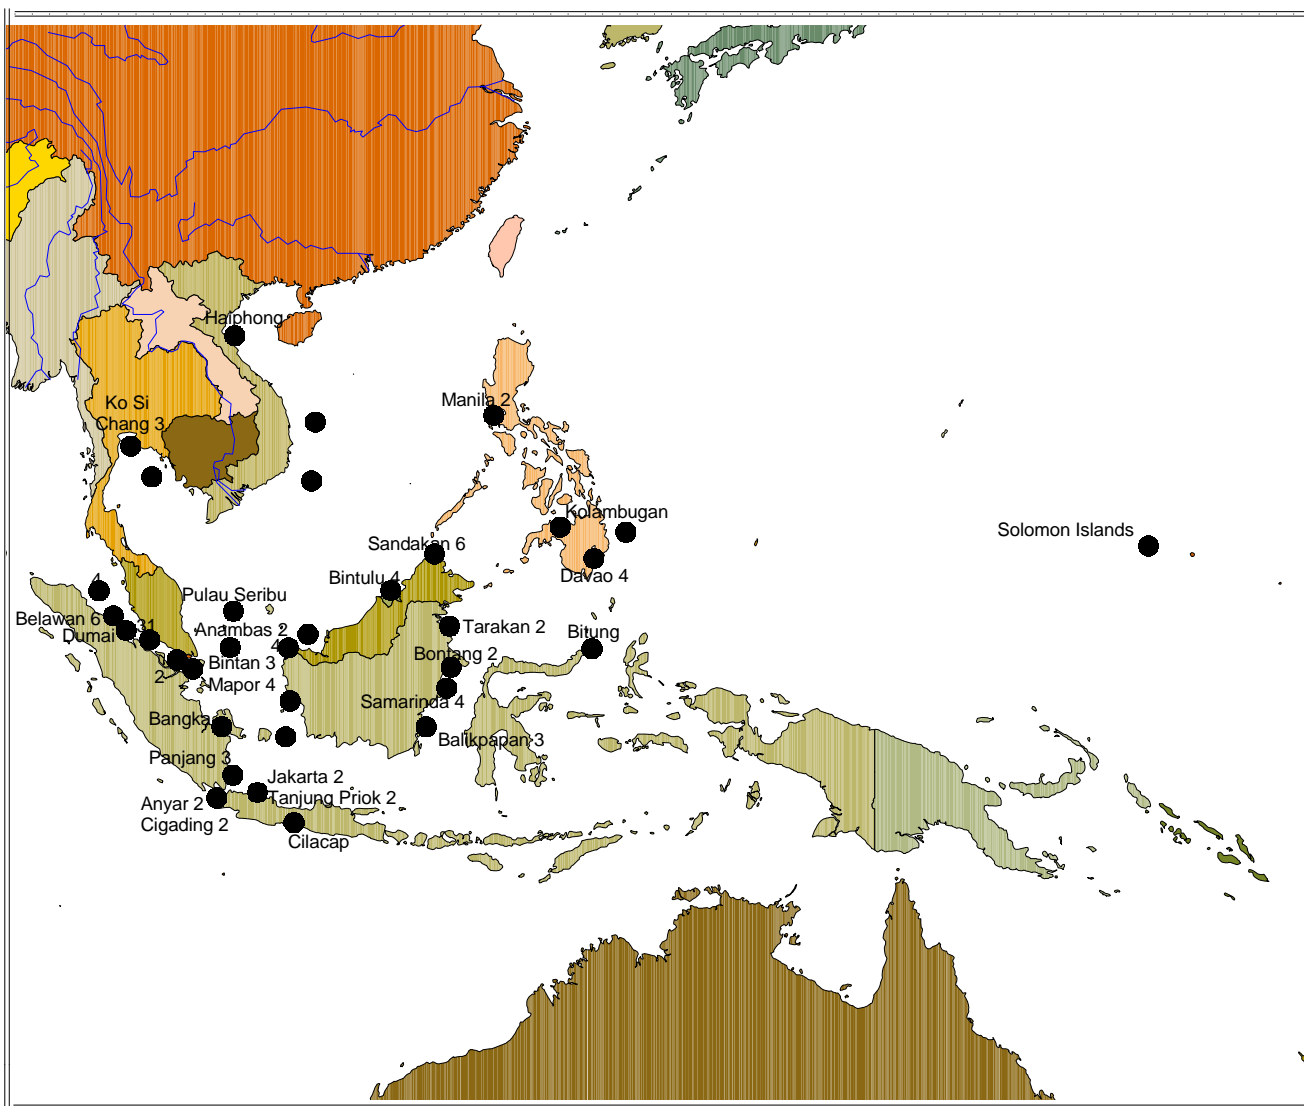 Haiphong
Ko Si
Chang 3
Manila 2
Kolambugan
Solomon Islands
Sandakan 6
Davao 4
Bintulu 4
4
Pulau Seribu
Belawan 6
31
Dumai
Anambas 2
Tarakan 2
Bitung
4
Bintan 3
Bontang 2
2
Mapor 4
Samarinda 4
Bangka
Balikpapan 3
Panjang 3
Jakarta 2
Tanjung Priok 2
Anyar 2
Cigading 2
Cilacap